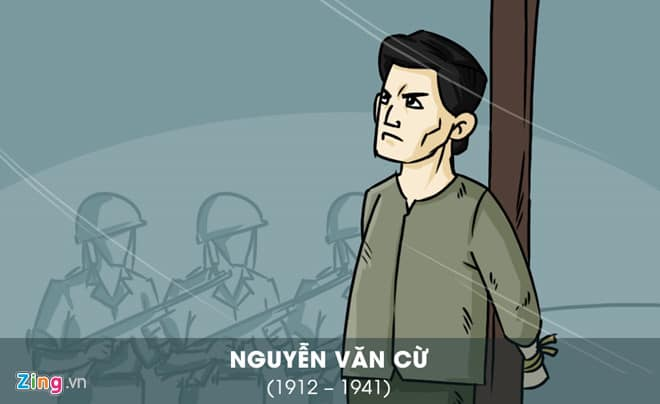 NGUYỄN VĂN CỪ
(1912 – 1941)
Zing.vn